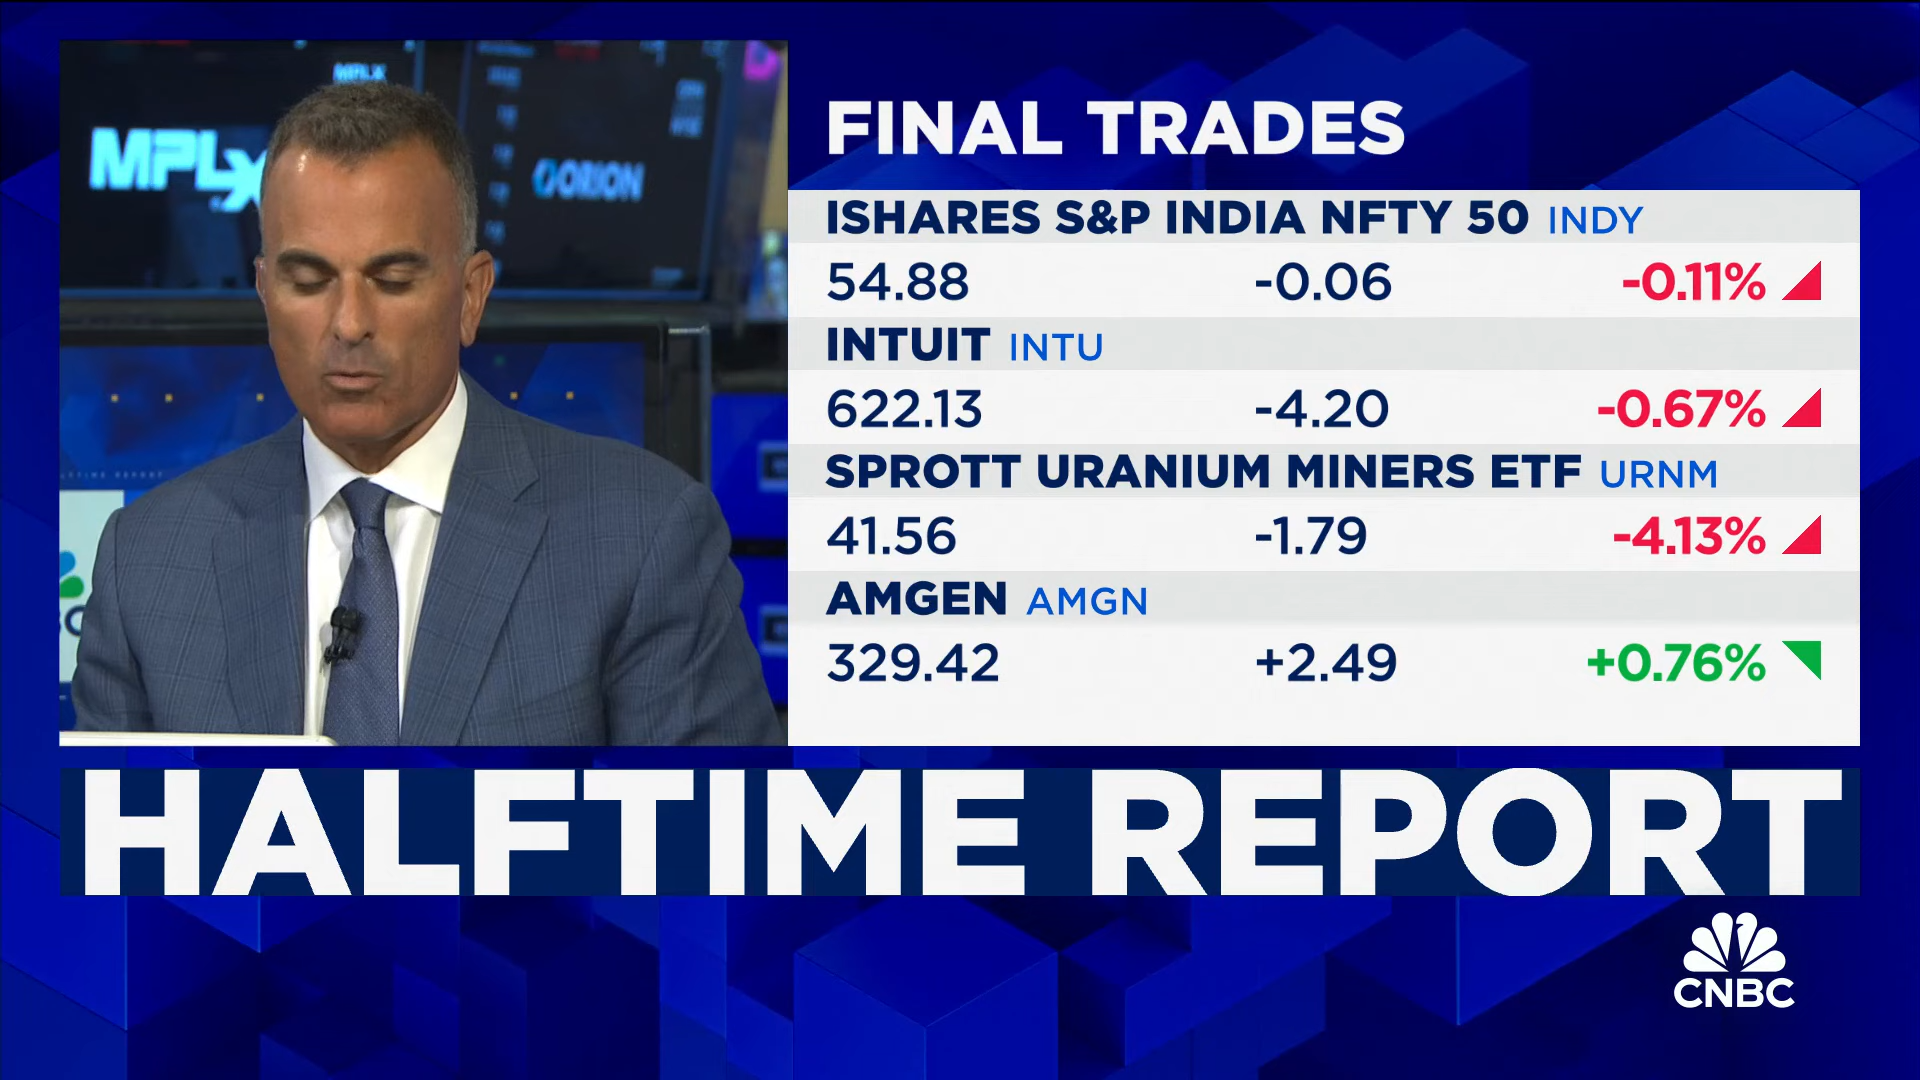 MPLX
MPLX
ORION
FINAL TRADES
ISHARES S&P INDIA NFTY 50 INDY
54.88 -0.06 -0.11%
INTUIT INTU
622.13 -4.20 -0.67%
SPROTT URANIUM MINERS ETF URNM
41.56 -1.79 -4.13%
AMGEN AMGN
329.42 +2.49 +0.76%
HALFTIME REPORT
CNBC